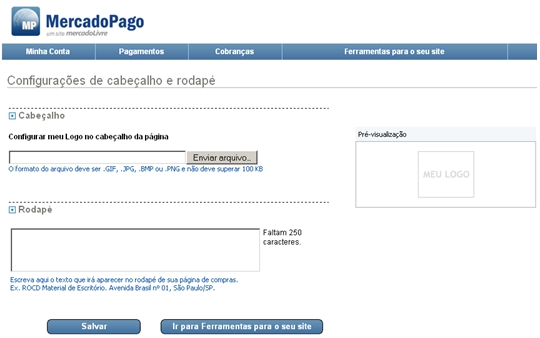 MP MercadoPago
um site mercadoLivre
Minha Conta Pagamentos Cobranças Ferramentas para o seu site
Configurações de cabeçalho e rodapé
Cabeçalho
Configurar meu Logo no cabeçalho da página
Enviar arquivo...
O formato do arquivo deve ser .GIF, .JPG, .BMP ou .PNG e não deve superar 100 KB
Pré-visualização
MEU LOGO
Rodapé
Faltam 250
caracteres.
Escreva aqui o texto que irá aparecer no rodapé de sua página de compras.
Ex. ROCD Material de Escritório. Avenida Brasil nº 01, São Paulo/SP.
Salvar Ir para Ferramentas para o seu site